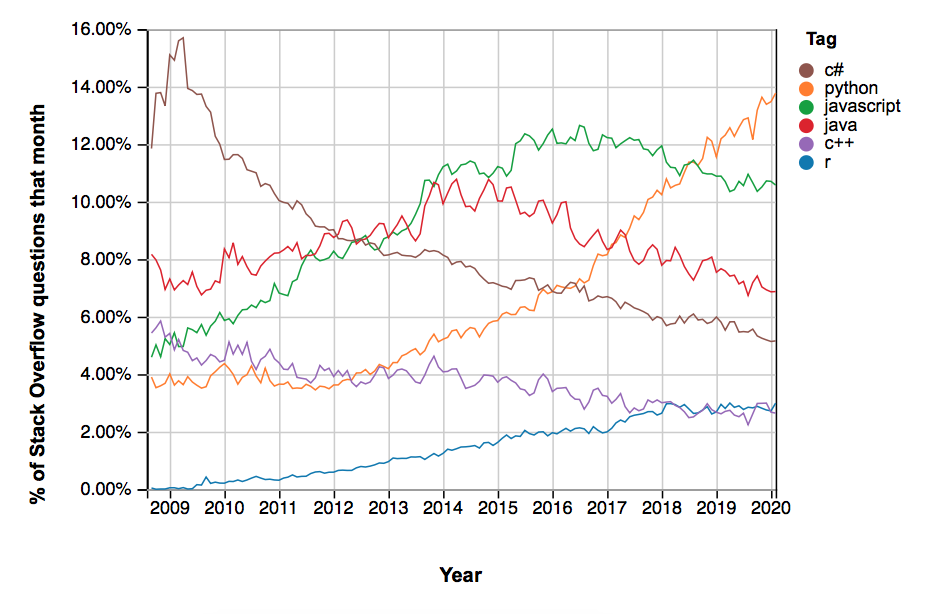 % of Stack Overflow questions that month
16.00%
14.00%
12.00%
10.00%
8.00%
6.00%
4.00%
2.00%
0.00%
2009 2010 2011 2012 2013 2014 2015 2016 2017 2018 2019 2020
Year
Tag
c#
python
javascript
java
c++
r